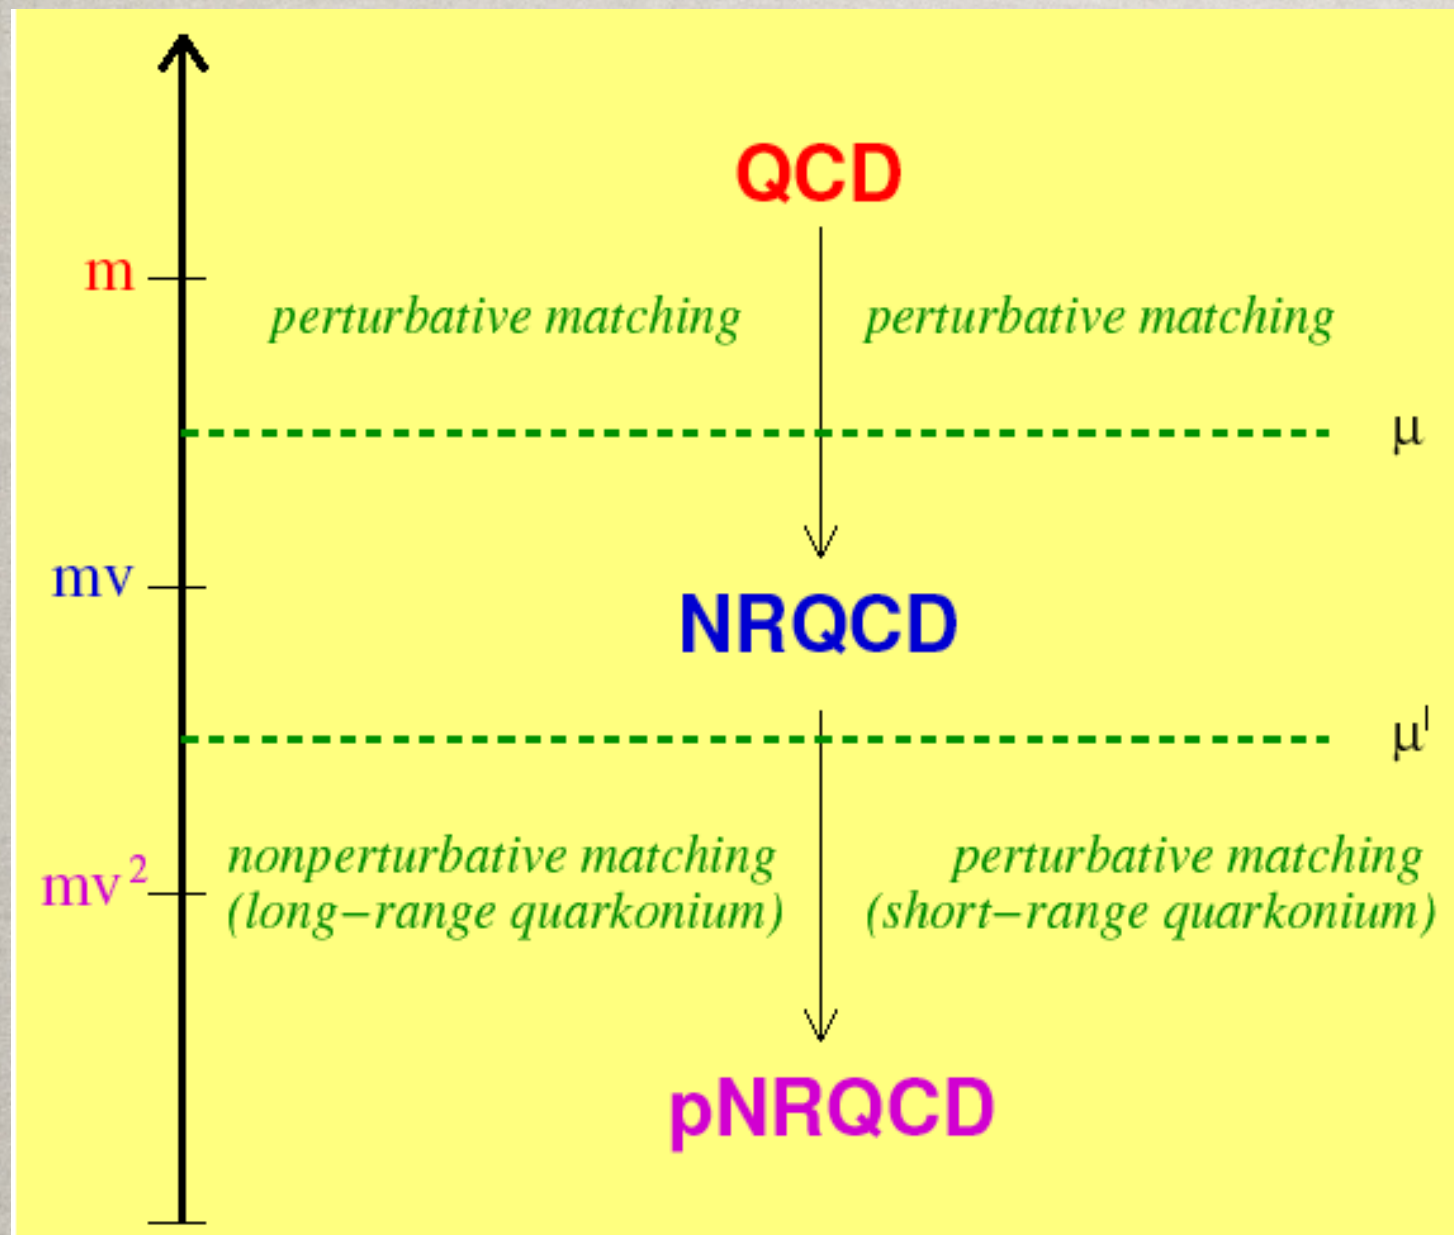 QCD
m
perturbative matching perturbative matching
μ
mv
NRQCD
μ'
nonperturbative matching perturbative matching
mv²
(long−range quarkonium) (short−range quarkonium)
pNRQCD